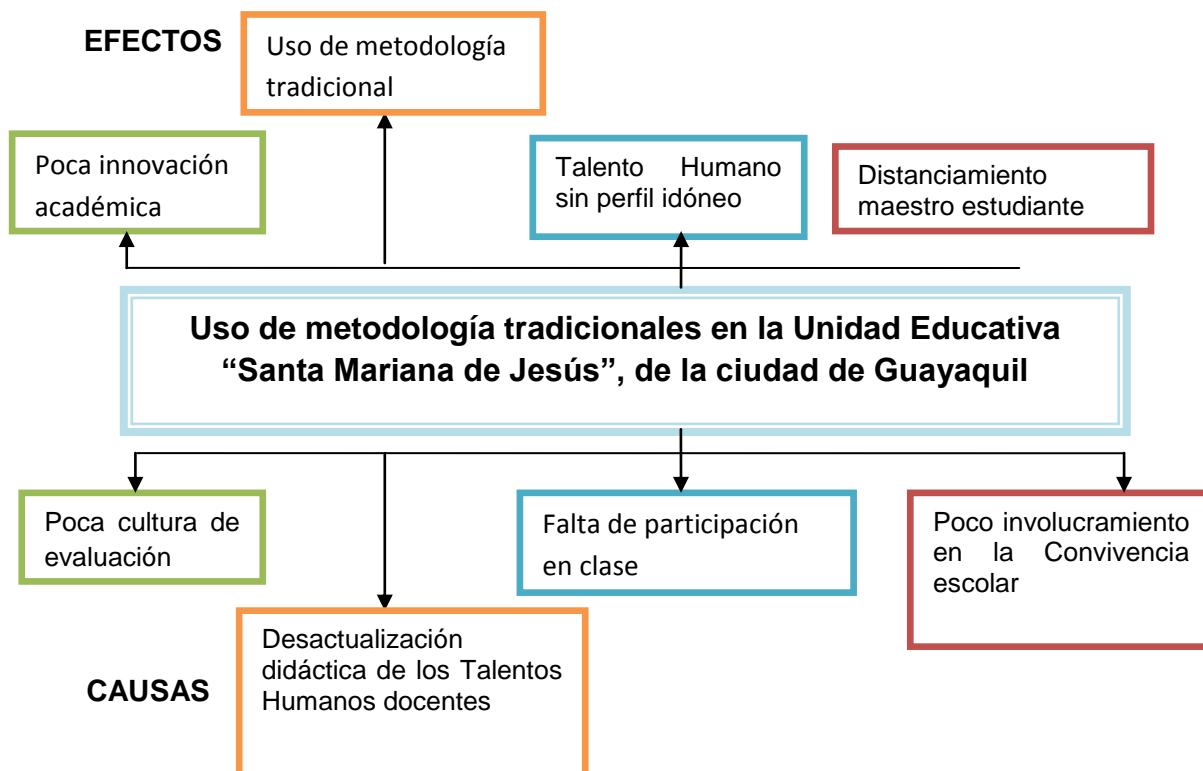 EFECTOS
Uso de metodología
tradicional
Poca innovación
académica
Talento Humano
sin perfil idóneo
Distanciamiento
maestro estudiante
Uso de metodología tradicionales en la Unidad Educativa
“Santa Mariana de Jesús”, de la ciudad de Guayaquil
Poca cultura de
evaluación
Falta de participación
en clase
Poco involucramiento
en la Convivencia
escolar
Desactualización
didáctica de los Talentos
Humanos docentes
CAUSAS